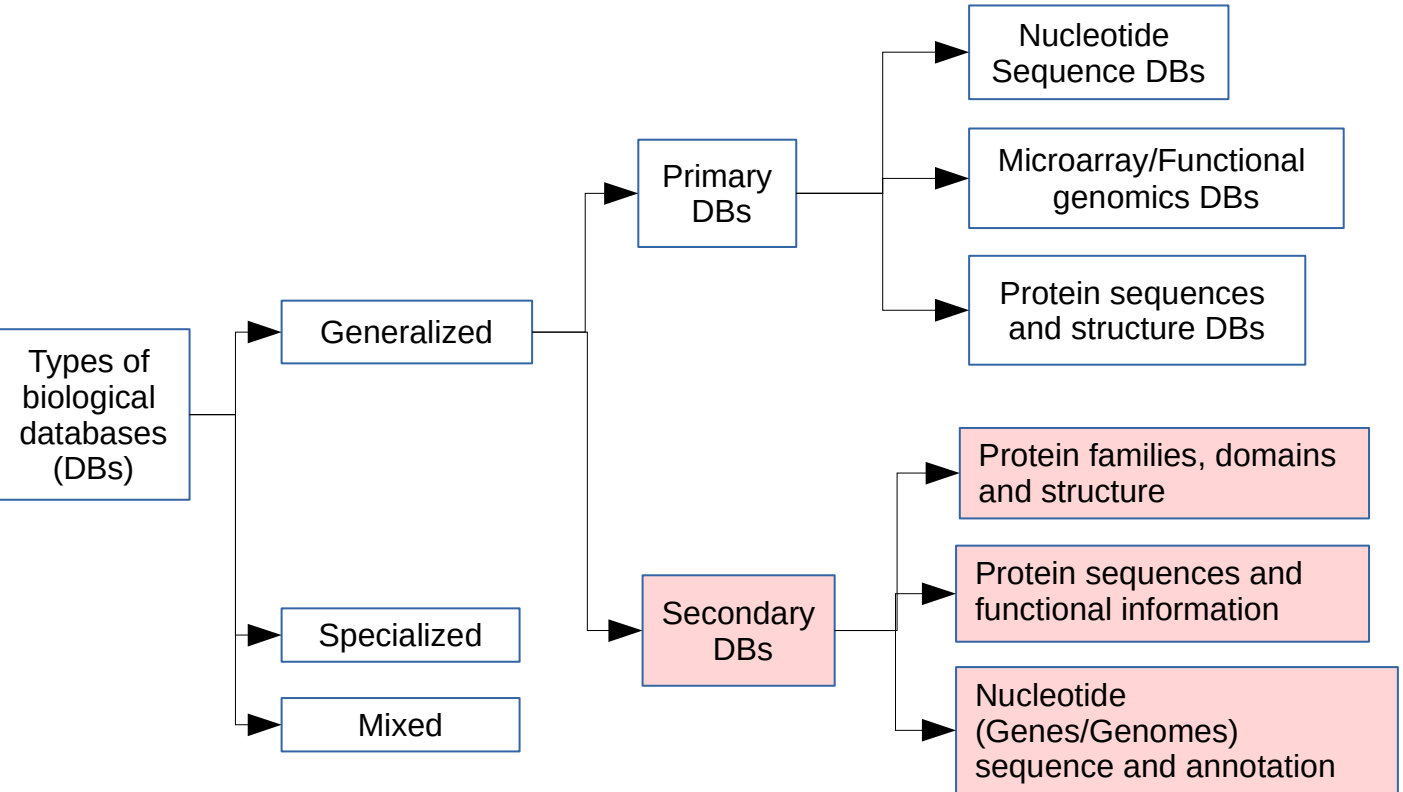 Types of
biological
databases
(DBs)
Generalized
Specialized
Mixed
Primary
DBs
Secondary
DBs
Nucleotide
Sequence DBs
Microarray/Functional
genomics DBs
Protein sequences
and structure DBs
Protein families, domains
and structure
Protein sequences and
functional information
Nucleotide
(Genes/Genomes)
sequence and annotation